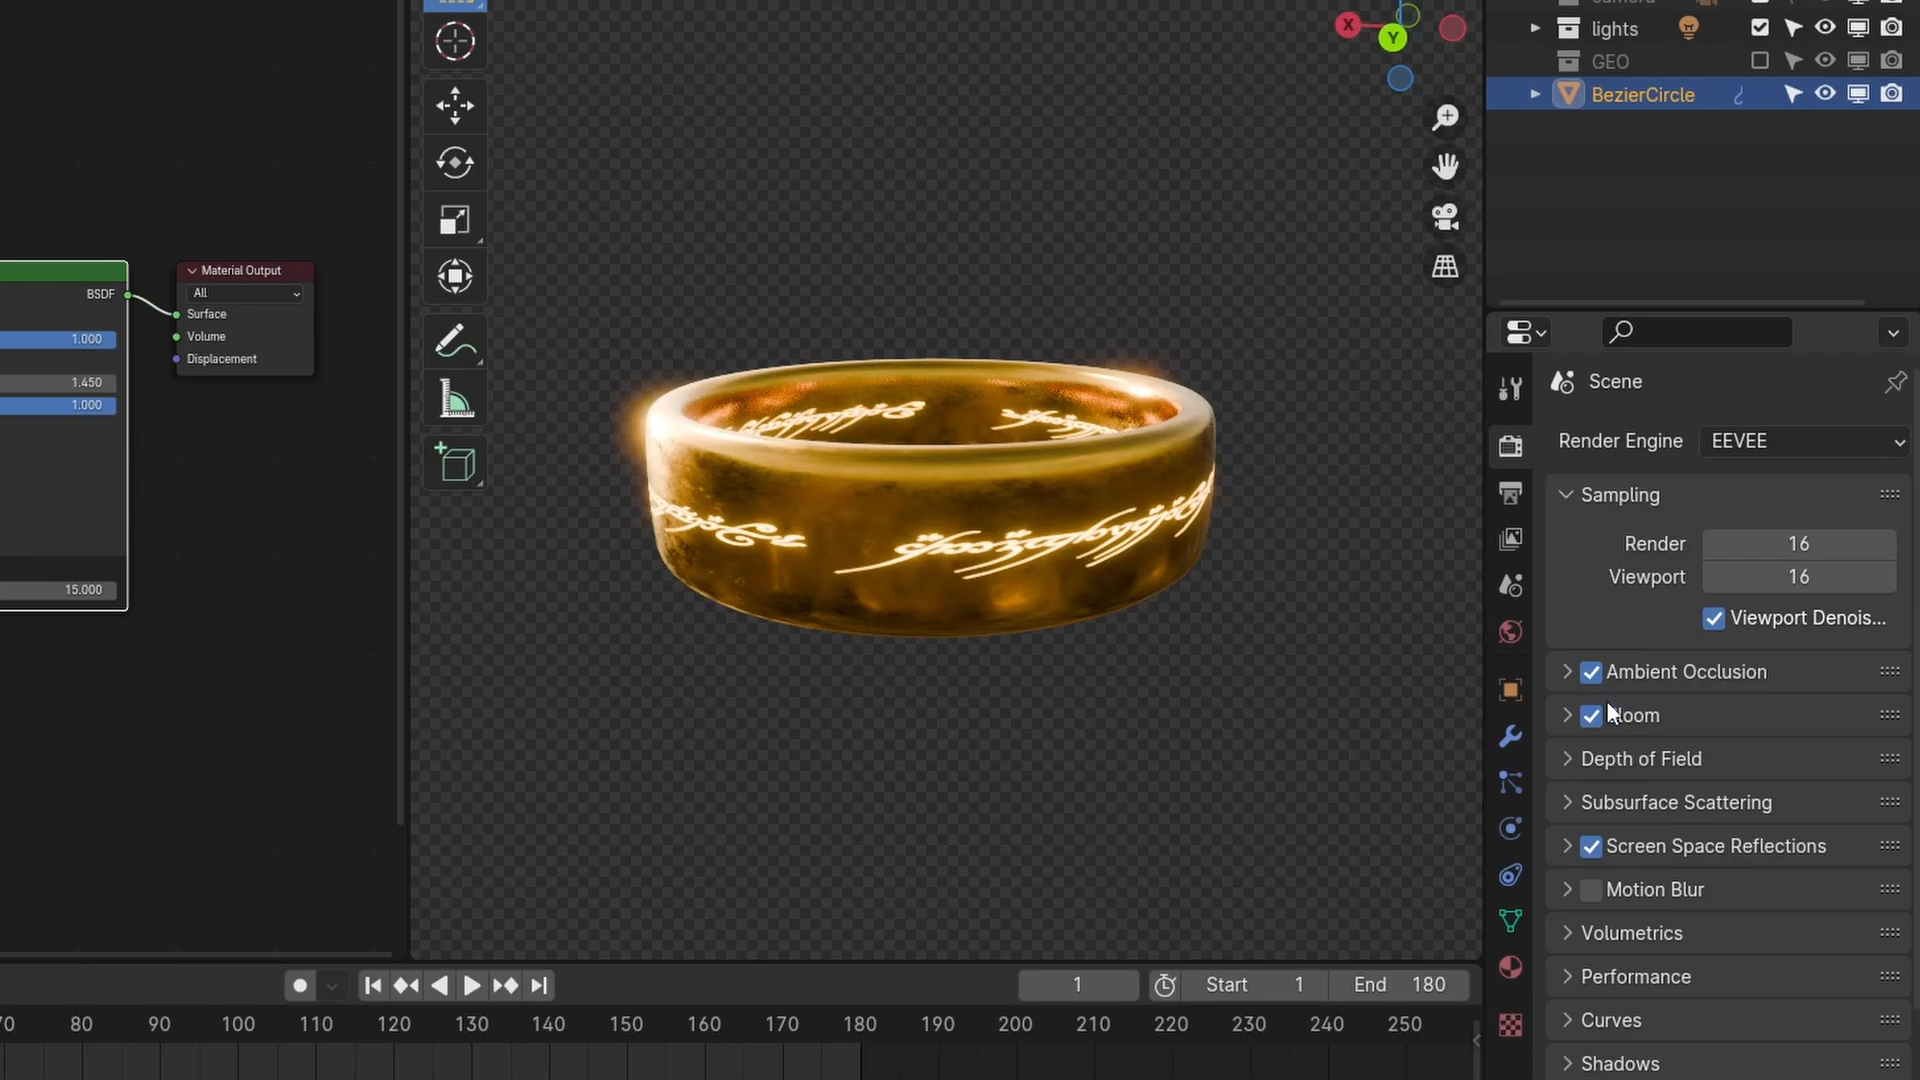 camera
lights
GEO
BezierCircle
X
Y
Material Output
All
BSDF
Surface
Volume
Displacement
1.000
1.450
1.000
15.000
Scene
Render Engine EEVEE
Sampling
Render 16
Viewport 16
Viewport Denois...
Ambient Occlusion
Depth of Field
Subsurface Scattering
Screen Space Reflections
Motion Blur
Volumetrics
Performance
Curves
Shadows
1 Start 1 End 180
80 90 100 110 120 130 140 150 160 170 180 190 200 210 220 230 240 250